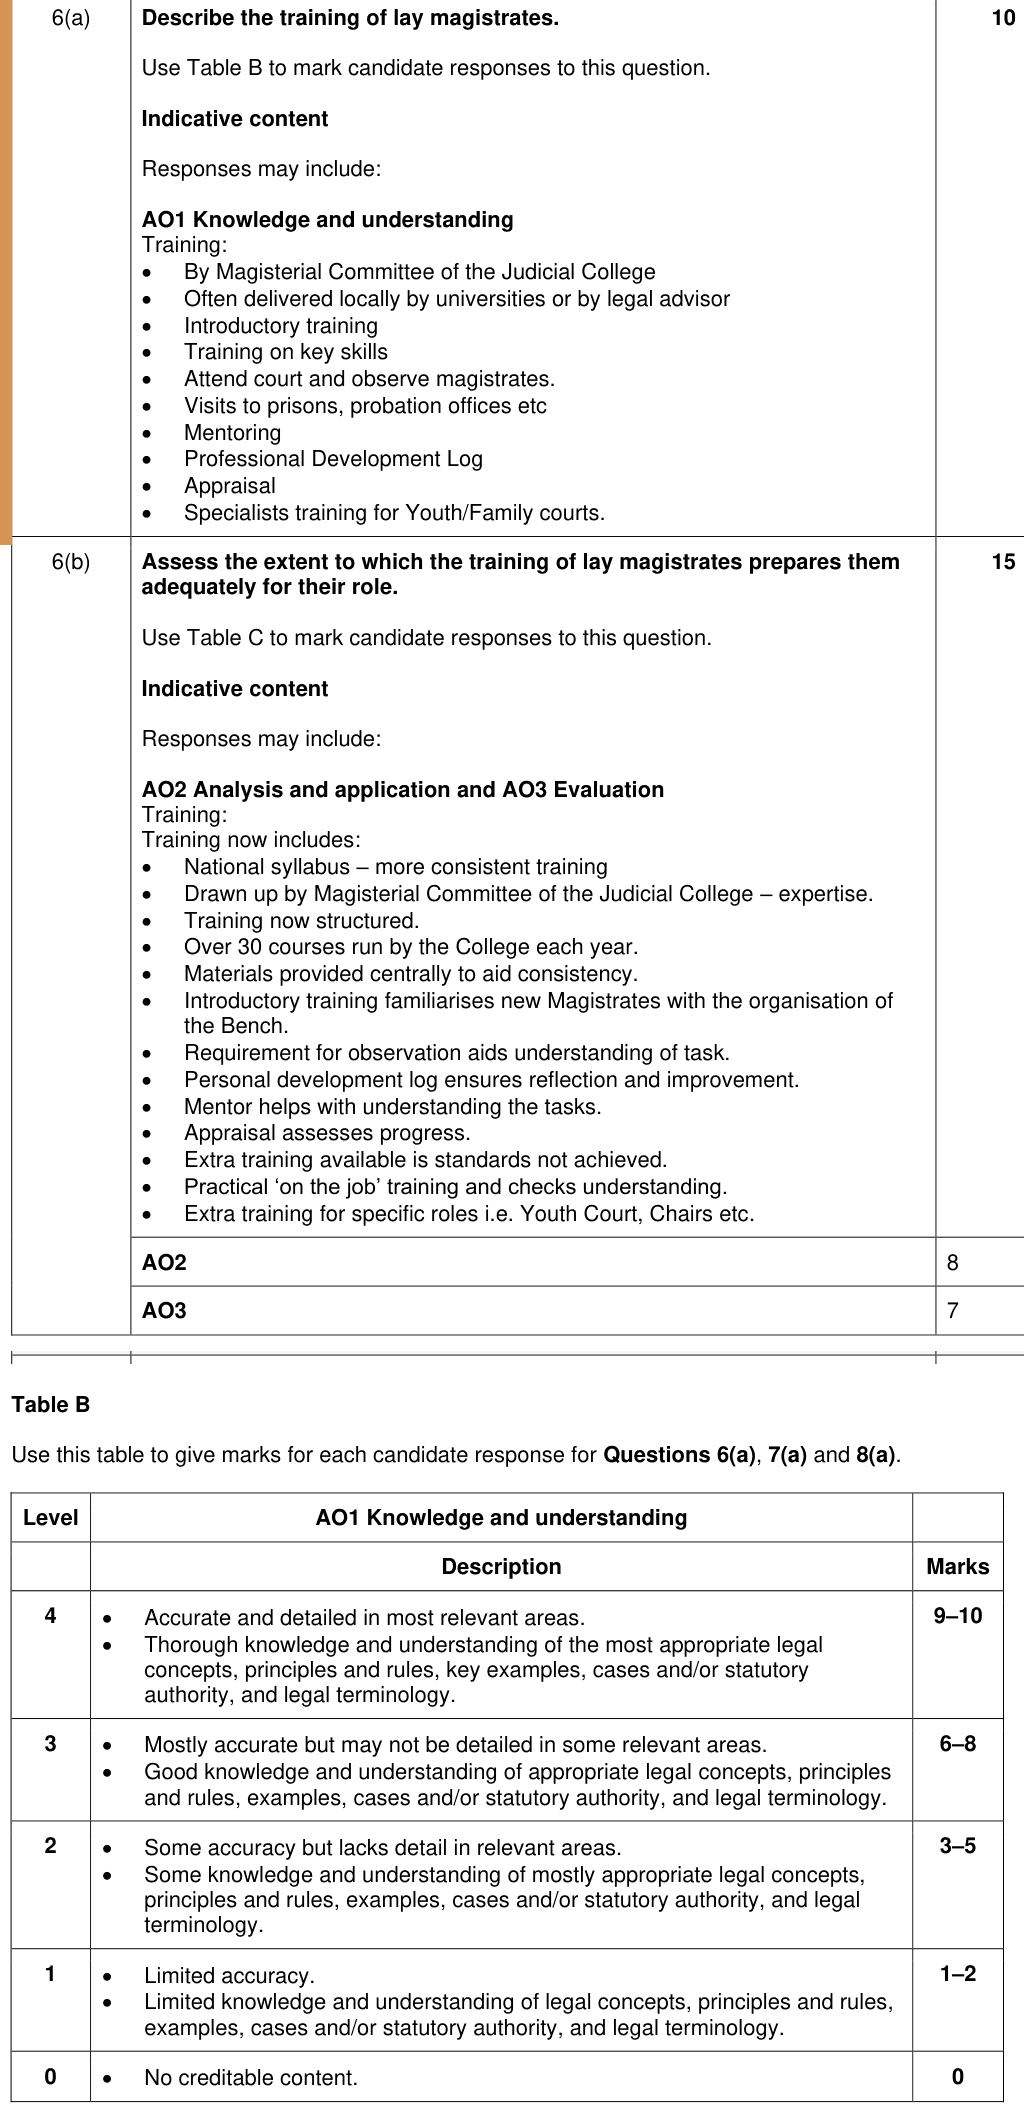 6(a) Describe the training of lay magistrates. 10
Use Table B to mark candidate responses to this question.
Indicative content
Responses may include:
AO1 Knowledge and understanding
Training:
• By Magisterial Committee of the Judicial College
• Often delivered locally by universities or by legal advisor
• Introductory training
• Training on key skills
• Attend court and observe magistrates.
• Visits to prisons, probation offices etc
• Mentoring
• Professional Development Log
• Appraisal
• Specialists training for Youth/Family courts.
6(b) Assess the extent to which the training of lay magistrates prepares them 15
adequately for their role.
Use Table C to mark candidate responses to this question.
Indicative content
Responses may include:
AO2 Analysis and application and AO3 Evaluation
Training:
Training now includes:
• National syllabus – more consistent training
• Drawn up by Magisterial Committee of the Judicial College – expertise.
• Training now structured.
• Over 30 courses run by the College each year.
• Materials provided centrally to aid consistency.
• Introductory training familiarises new Magistrates with the organisation of
the Bench.
• Requirement for observation aids understanding of task.
• Personal development log ensures reflection and improvement.
• Mentor helps with understanding the tasks.
• Appraisal assesses progress.
• Extra training available is standards not achieved.
• Practical ‘on the job’ training and checks understanding.
• Extra training for specific roles i.e. Youth Court, Chairs etc.
AO2 8
AO3 7
Table B
Use this table to give marks for each candidate response for Questions 6(a), 7(a) and 8(a).
Level AO1 Knowledge and understanding
Description Marks
4 • Accurate and detailed in most relevant areas. 9–10
• Thorough knowledge and understanding of the most appropriate legal
concepts, principles and rules, key examples, cases and/or statutory
authority, and legal terminology.
3 • Mostly accurate but may not be detailed in some relevant areas. 6–8
• Good knowledge and understanding of appropriate legal concepts, principles
and rules, examples, cases and/or statutory authority, and legal terminology.
2 • Some accuracy but lacks detail in relevant areas. 3–5
• Some knowledge and understanding of mostly appropriate legal concepts,
principles and rules, examples, cases and/or statutory authority, and legal
terminology.
1 • Limited accuracy. 1–2
• Limited knowledge and understanding of legal concepts, principles and rules,
examples, cases and/or statutory authority, and legal terminology.
0 • No creditable content. 0